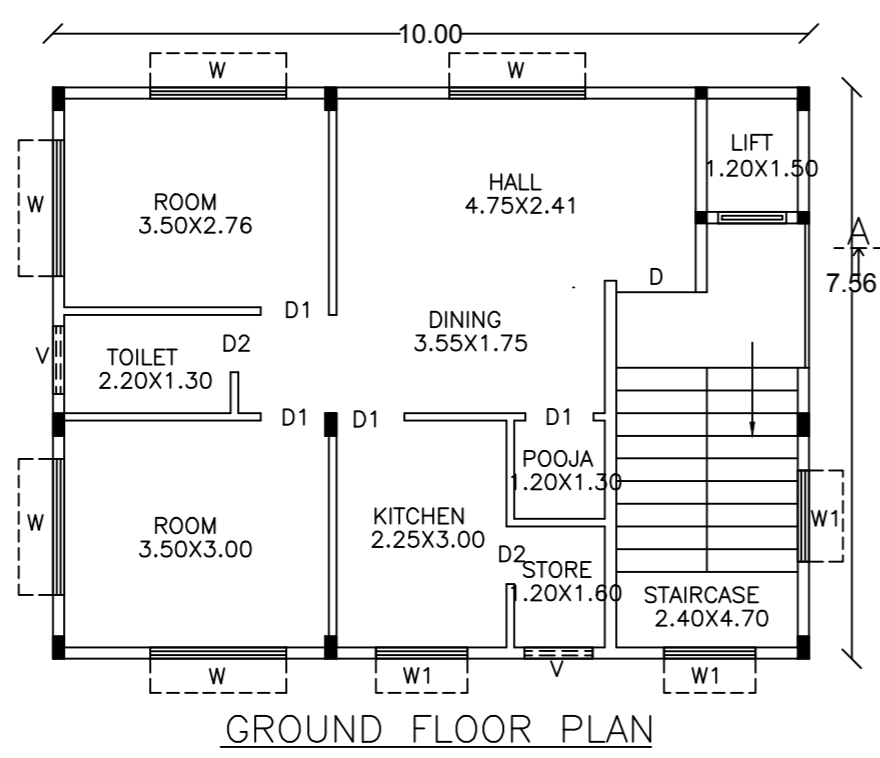 10.00
W
W
LIFT
1.20X1.50
W
ROOM
3.50X2.76
HALL
4.75X2.41
A
7.56
D
D1
DINING
3.55X1.75
D2
V
TOILET
2.20X1.30
D1
D1
D1
POOJA
1.20X1.30
W
ROOM
3.50X3.00
KITCHEN
2.25X3.00
W1
D2
STORE
1.20X1.60
STAIRCASE
2.40X4.70
W
W1
V
W1
GROUND FLOOR PLAN